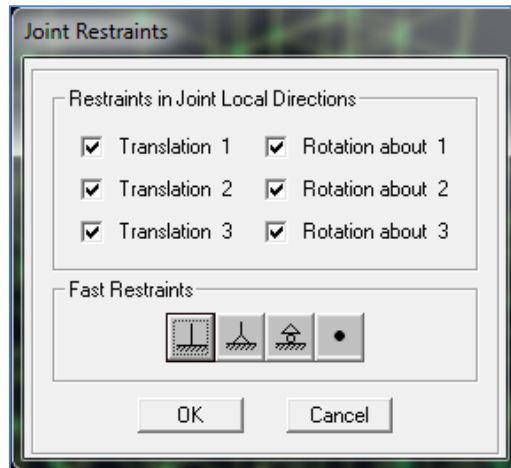 Joint Restraints
Restraints in Joint Local Directions
Translation 1 Rotation about 1
Translation 2 Rotation about 2
Translation 3 Rotation about 3
Fast Restraints
OK Cancel